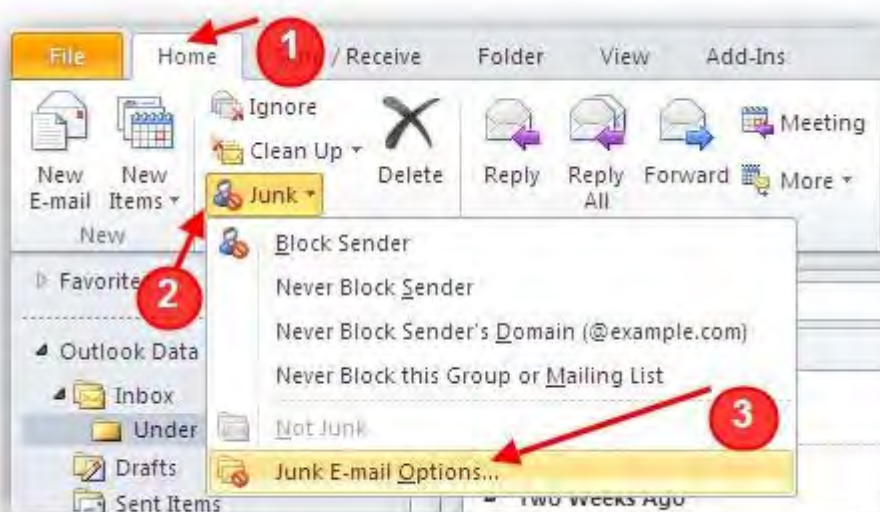 1
File Home / Receive Folder View Add-Ins
Ignore
Clean Up
Junk
New E-mail
New Items
Delete
Reply
Reply All
Forward
Meeting
More
New
2
Block Sender
Never Block Sender
Never Block Sender's Domain (@example.com)
Never Block this Group or Mailing List
Not Junk
Junk E-mail Options...
3
Outlook Data
Inbox
Under
Drafts
Sent Items
Two Weeks Ago